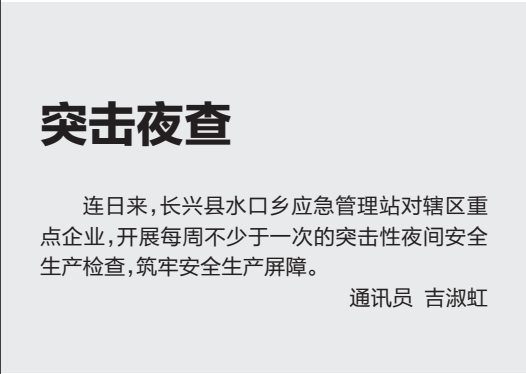 突击夜查
连日来,长兴县水口乡应急管理站对辖区重
点企业,开展每周不少于一次的突击性夜间安全
生产检查,筑牢安全生产屏障。
通讯员 吉淑虹